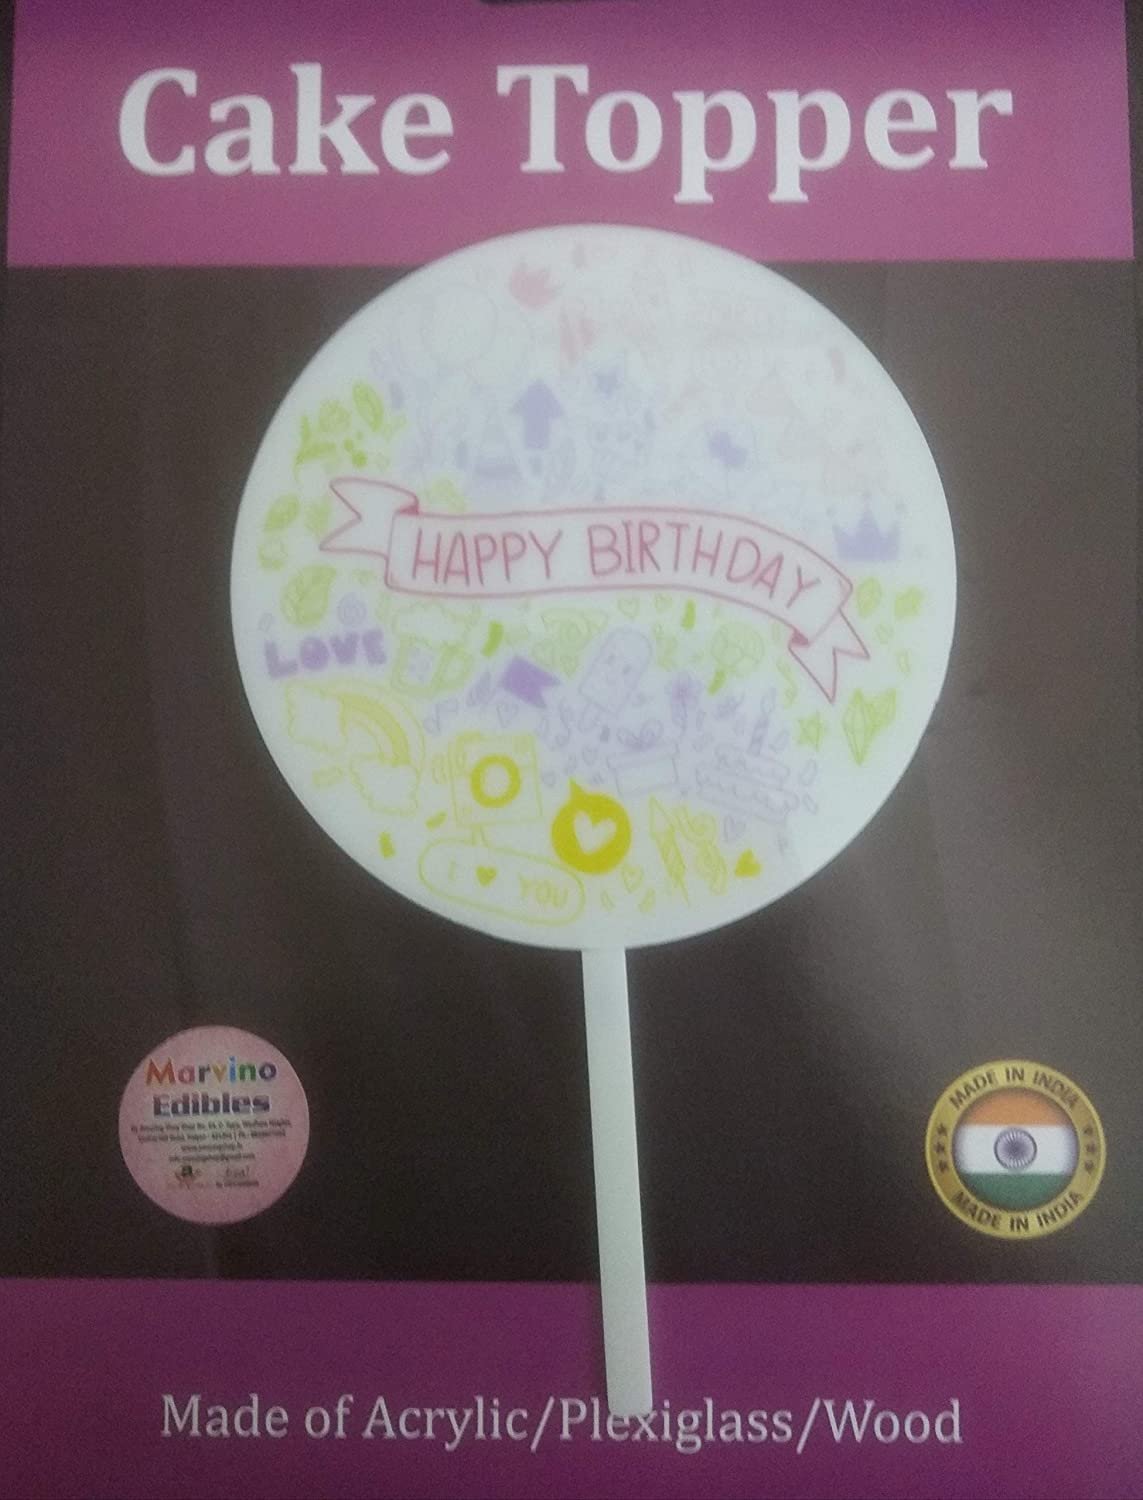 Cake Topper
HAPPY BIRTHDAY
LOVE
I YOU
Marvino
Edibles
MADE IN INDIA
MADE IN INDIA
Made of Acrylic/Plexiglass/Wood